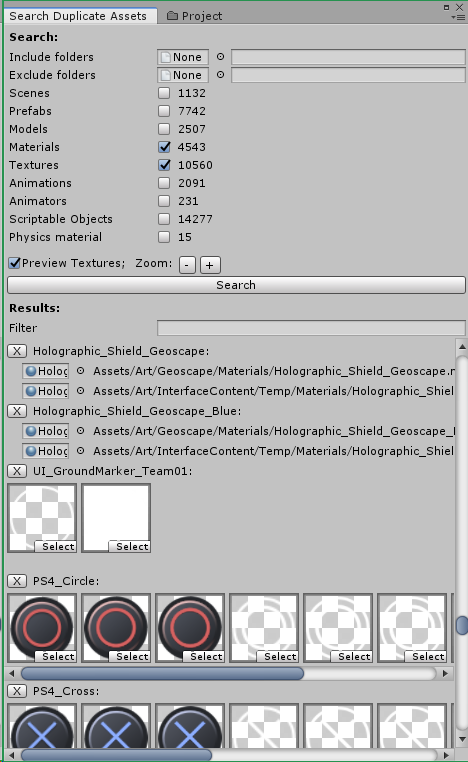 Search Duplicate Assets Project
Search:
Include folders None
Exclude folders None
Scenes 1132
Prefabs 7742
Models 2507
Materials 4543
Textures 10560
Animations 2091
Animators 231
Scriptable Objects 14277
Physics material 15
Preview Textures; Zoom: - +
Search
Results:
Filter
X Holographic_Shield_Geoscape:
Holog Assets/Art/Geoscape/Materials/Holographic_Shield_Geoscape.m
Holog Assets/Art/InterfaceContent/Temp/Materials/Holographic_Shiel
X Holographic_Shield_Geoscape_Blue:
Holog Assets/Art/Geoscape/Materials/Holographic_Shield_Geoscape_
Holog Assets/Art/InterfaceContent/Temp/Materials/Holographic_Shiel
X UI_GroundMarker_Team01:
Select Select
X PS4_Circle:
Select Select Select Select Select Select
X PS4_Cross: